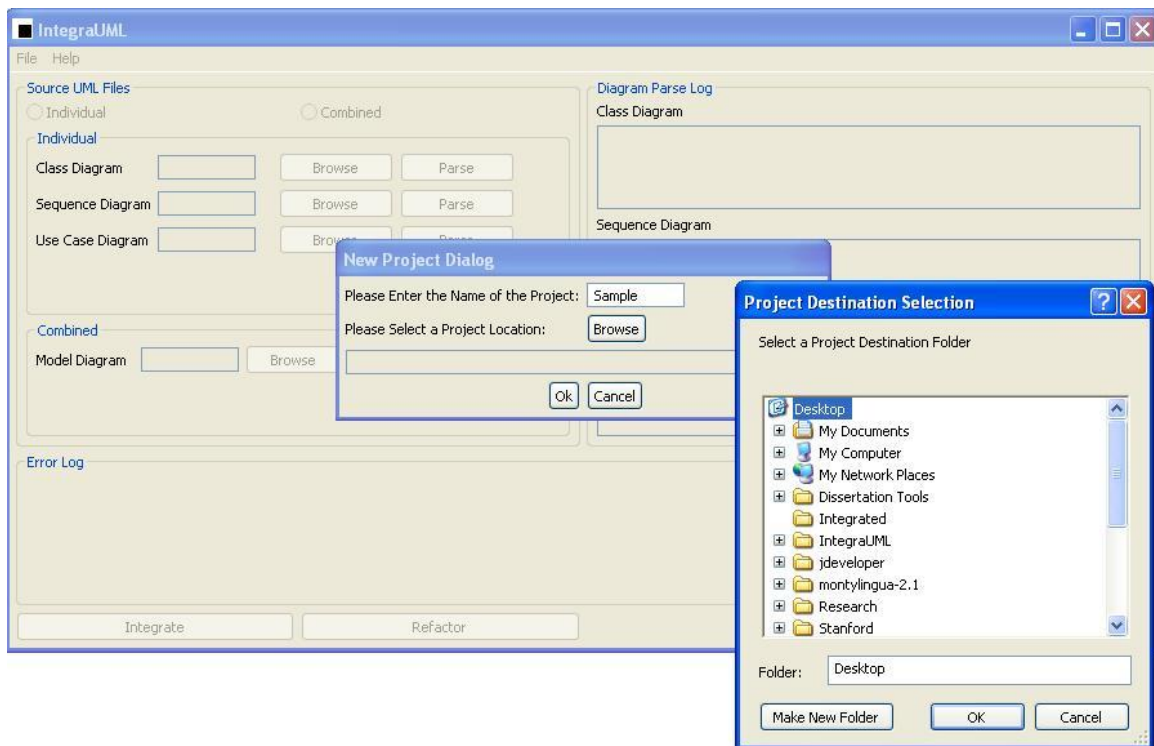 IntegraUML
File Help
Source UML Files
Individual Combined
Individual
Class Diagram Browse Parse
Sequence Diagram Browse Parse
Use Case Diagram
Combined
Model Diagram Browse
Diagram Parse Log
Class Diagram
Sequence Diagram
Error Log
Integrate Refactor
New Project Dialog
Please Enter the Name of the Project: Sample
Please Select a Project Location: Browse
Ok Cancel
Project Destination Selection
Select a Project Destination Folder
Desktop
My Documents
My Computer
My Network Places
Dissertation Tools
Integrated
IntegraUML
jdeveloper
montylingua-2.1
Research
Stanford
Folder: Desktop
Make New Folder OK Cancel